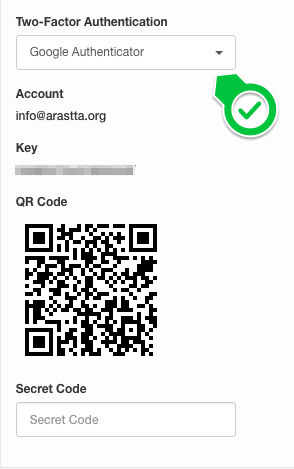 Two-Factor Authentication
Google Authenticator
Account
info@arastta.org
Key
QR Code
Secret Code
Secret Code